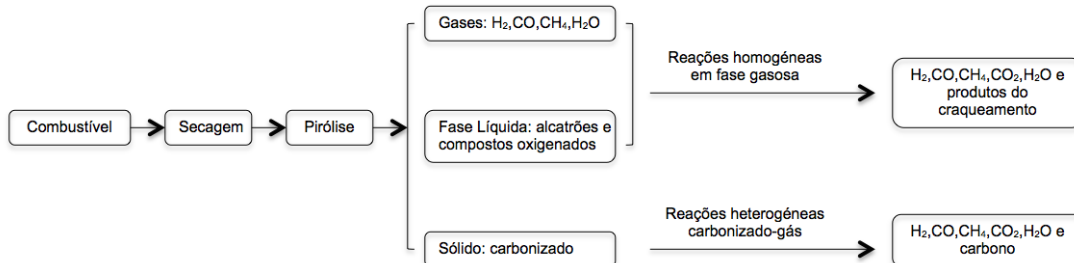 Combustível
Secagem
Pirólise
Gases: H₂,CO,CH₄,H₂O
Fase Líquida: alcatrões e
compostos oxigenados
Sólido: carbonizado
Reações homogéneas
em fase gasosa
H₂,CO,CH₄,CO₂,H₂O e
produtos do
craqueamento
Reações heterogéneas
carbonizado-gás
H₂,CO,CH₄,CO₂,H₂O e
carbono